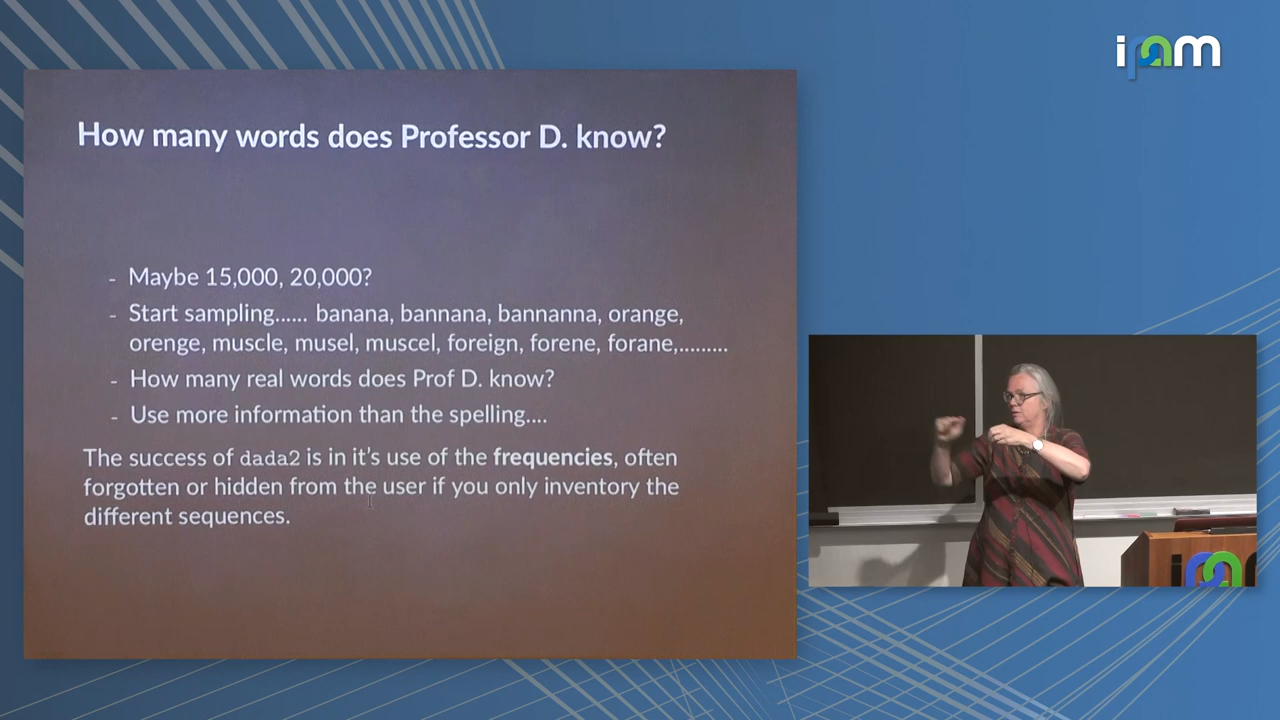 ipam
How many words does Professor D. know?
- Maybe 15,000, 20,000?
- Start sampling...... banana, bannana, bannanna, orange,
orenge, muscle, musel, muscel, foreign, forene, forane,.........
- How many real words does Prof D. know?
- Use more information than the spelling....
The success of dada2 is in it's use of the frequencies, often
forgotten or hidden from the user if you only inventory the
different sequences.